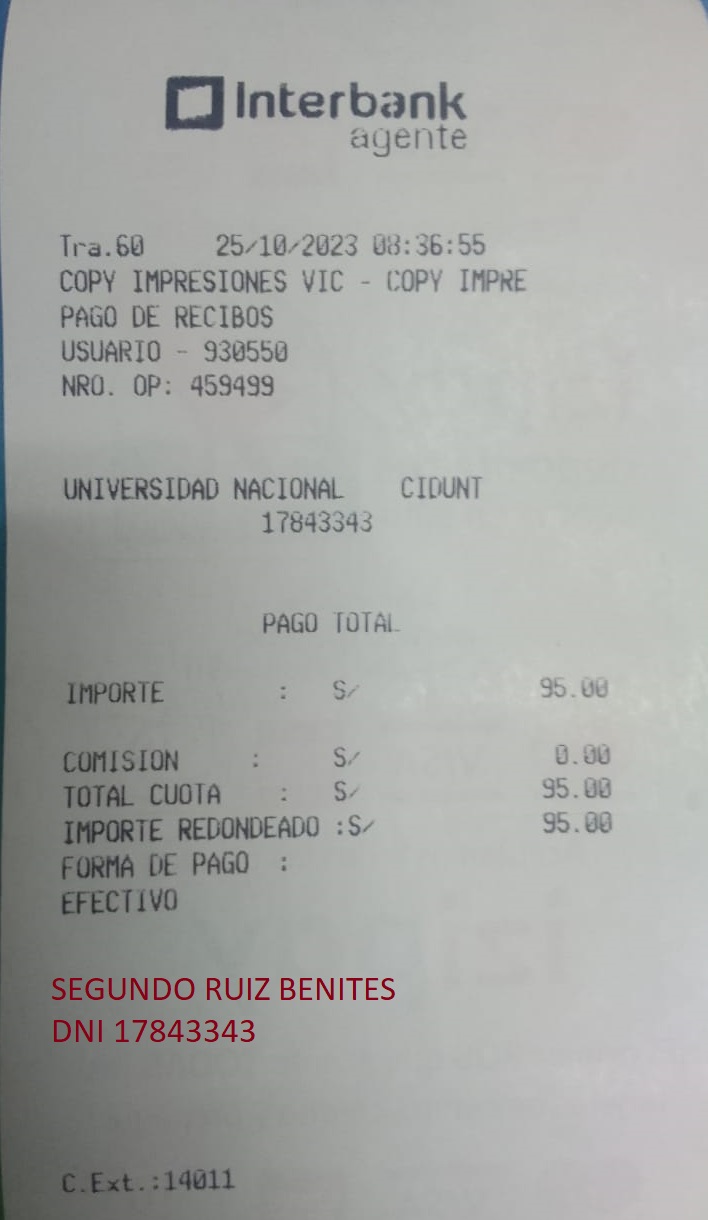 Interbank
agente
Tra.60 25/10/2023 08:36:55
COPY IMPRESIONES VIC - COPY IMPRE
PAGO DE RECIBOS
USUARIO - 930550
NRO. OP: 459499
UNIVERSIDAD NACIONAL CIDUNT
17843343
PAGO TOTAL
IMPORTE : S/ 95.00
COMISION : S/ 0.00
TOTAL CUOTA : S/ 95.00
IMPORTE REDONDEADO :S/ 95.00
FORMA DE PAGO :
EFECTIVO
SEGUNDO RUIZ BENITES
DNI 17843343
C.Ext.:14011